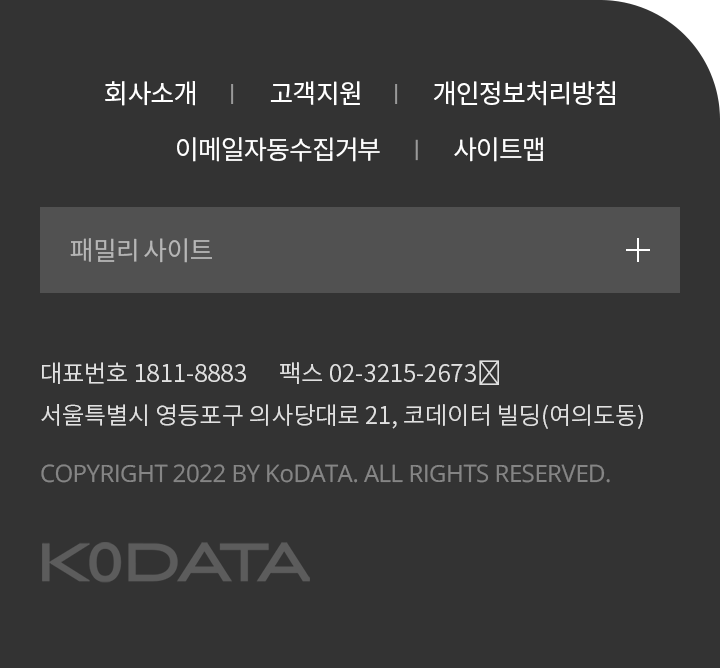 회사소개 | 고객지원 | 개인정보처리방침
이메일자동수집거부 | 사이트맵
패밀리 사이트
대표번호 1811-8883 팩스 02-3215-2673
서울특별시 영등포구 의사당대로 21, 코데이터 빌딩(여의도동)
COPYRIGHT 2022 BY KoDATA. ALL RIGHTS RESERVED.
KODATA